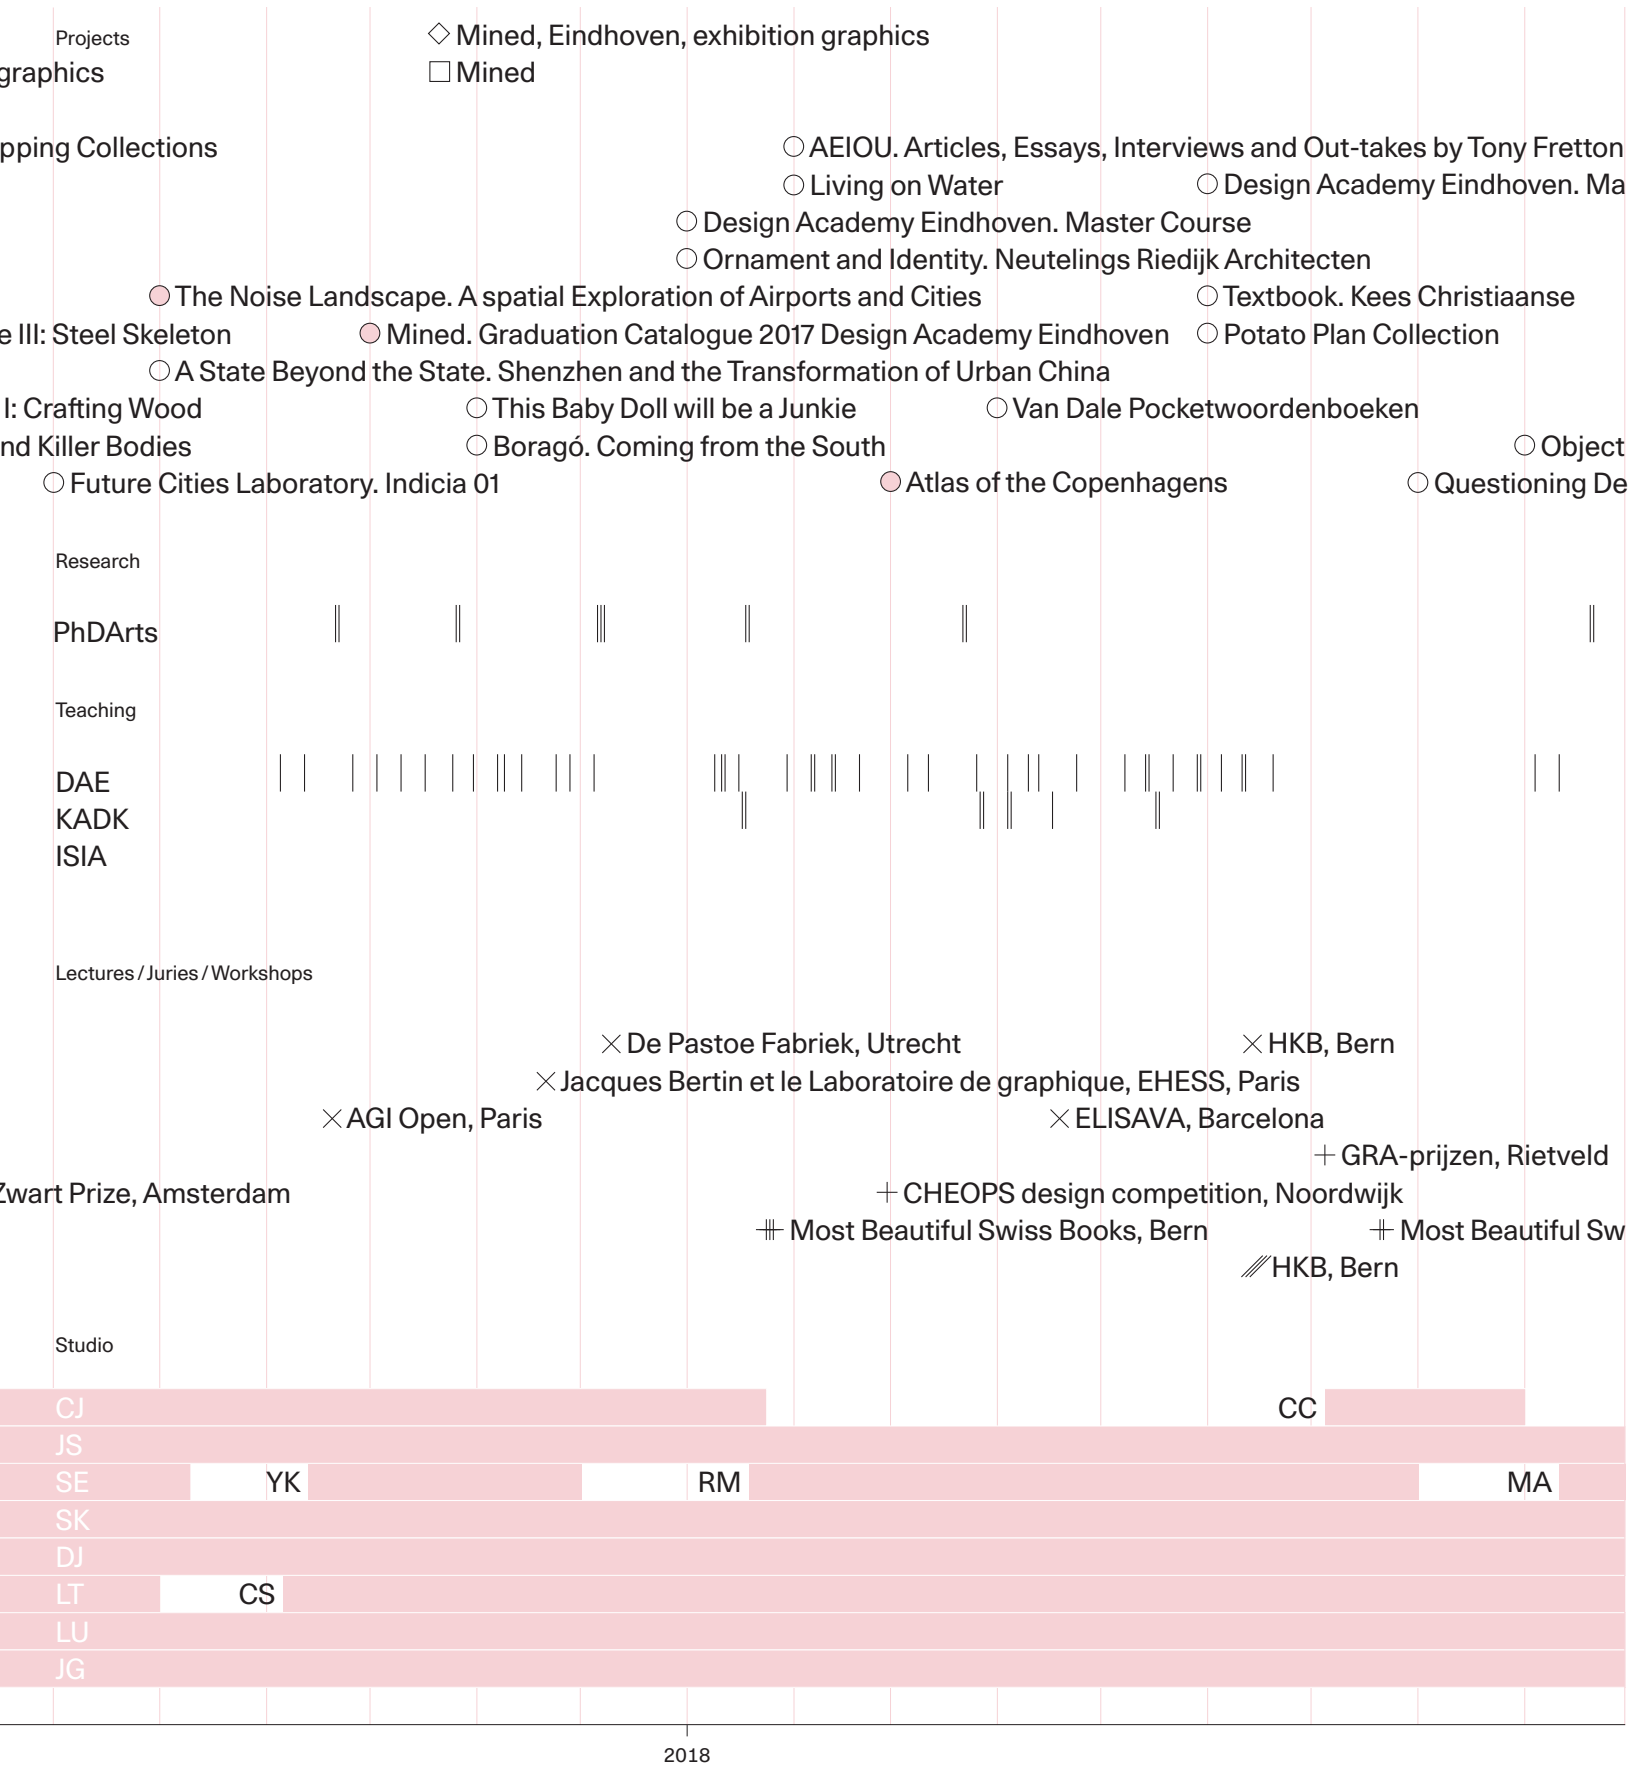 Projects
Mined, Eindhoven, exhibition graphics
graphics
Mined
pping Collections
AEIOU. Articles, Essays, Interviews and Out-takes by Tony Fretton
Living on Water
Design Academy Eindhoven. Ma
Design Academy Eindhoven. Master Course
Ornament and Identity. Neutelings Riedijk Architecten
The Noise Landscape. A spatial Exploration of Airports and Cities
Textbook. Kees Christiaanse
e III: Steel Skeleton
Mined. Graduation Catalogue 2017 Design Academy Eindhoven
Potato Plan Collection
A State Beyond the State. Shenzhen and the Transformation of Urban China
I: Crafting Wood
This Baby Doll will be a Junkie
Van Dale Pocketwoordenboeken
nd Killer Bodies
Boragó. Coming from the South
Object
Future Cities Laboratory. Indicia 01
Atlas of the Copenhagens
Questioning De
Research
PhDArts
Teaching
DAE
KADK
ISIA
Lectures / Juries / Workshops
De Pastoe Fabriek, Utrecht
HKB, Bern
Jacques Bertin et le Laboratoire de graphique, EHESS, Paris
AGI Open, Paris
ELISAVA, Barcelona
GRA-prijzen, Rietveld
Zwart Prize, Amsterdam
CHEOPS design competition, Noordwijk
Most Beautiful Swiss Books, Bern
Most Beautiful Sw
HKB, Bern
Studio
CJ
CC
JS
SE
YK
RM
MA
SK
DJ
LT
CS
LU
JG
2018